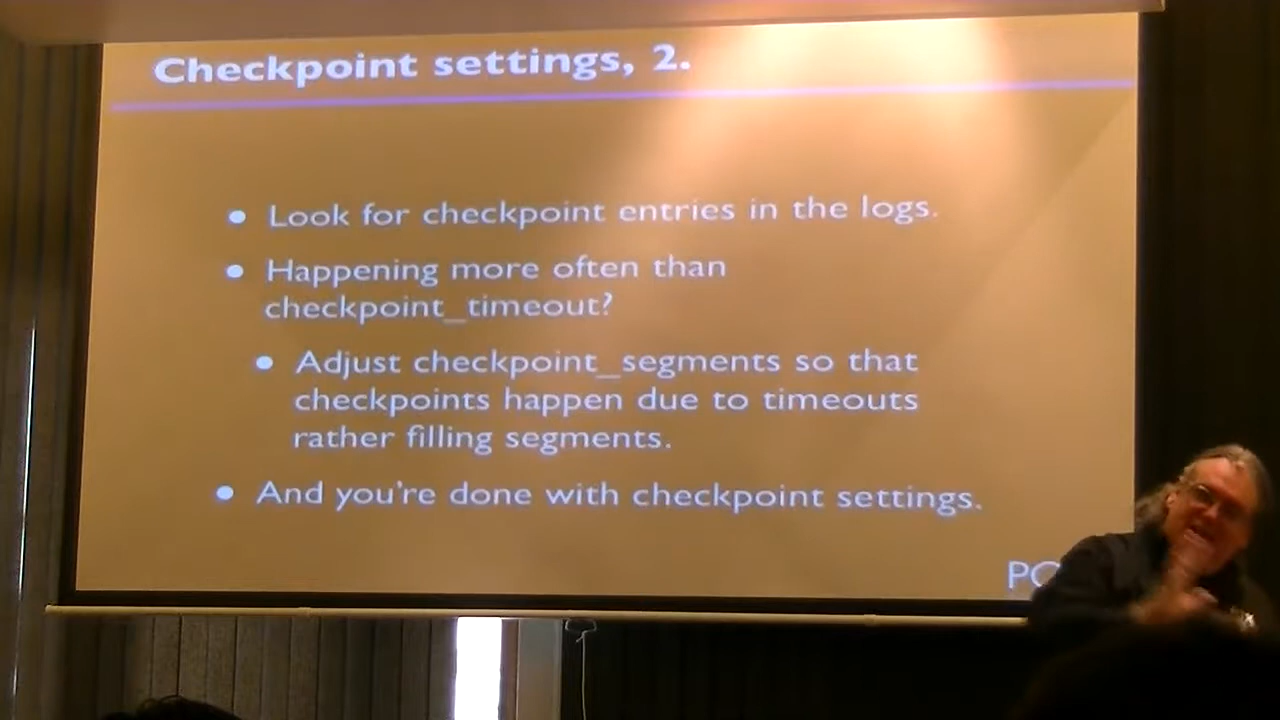 Checkpoint settings, 2.
• Look for checkpoint entries in the logs.
• Happening more often than
checkpoint_timeout?
• Adjust checkpoint_segments so that
checkpoints happen due to timeouts
rather filling segments.
• And you're done with checkpoint settings.
PG